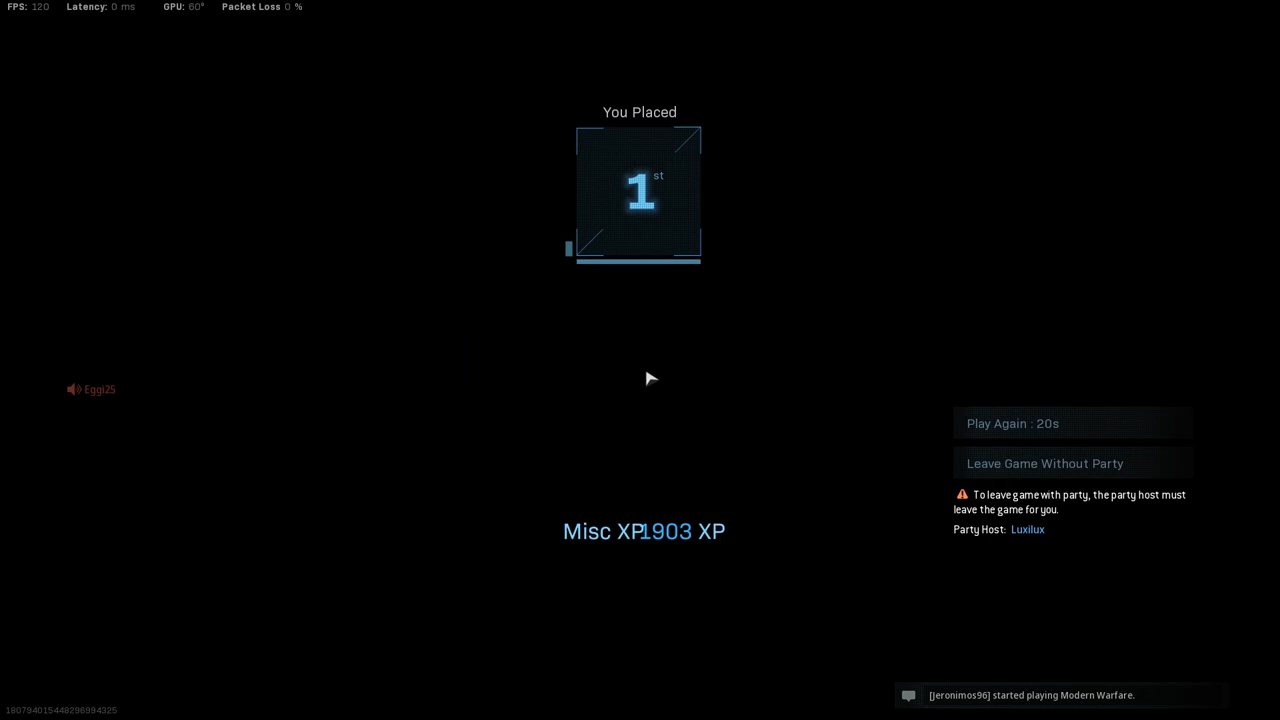 FPS: 120 Latency: 0 ms GPU: 60° Packet Loss 0 %
You Placed
1st
Eggi25
Play Again : 20s
Leave Game Without Party
To leave game with party, the party host must
leave the game for you.
Party Host: Luxilux
Misc XP1903 XP
[Jeronimos96] started playing Modern Warfare.
180794015448296994325